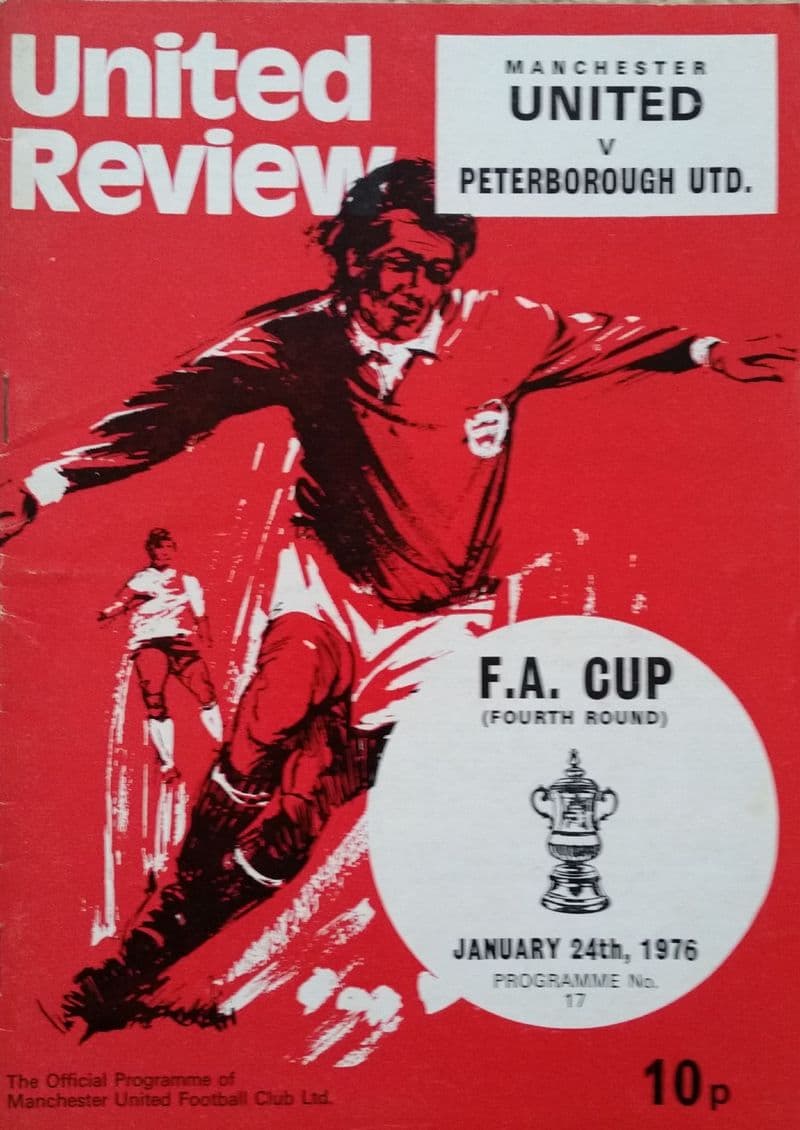 United
Review
MANCHESTER
UNITED
V
PETERBOROUGH UTD.
F.A. CUP
(FOURTH ROUND)
JANUARY 24th, 1976
PROGRAMME No.
17
The Official Programme of
Manchester United Football Club Ltd.
10p